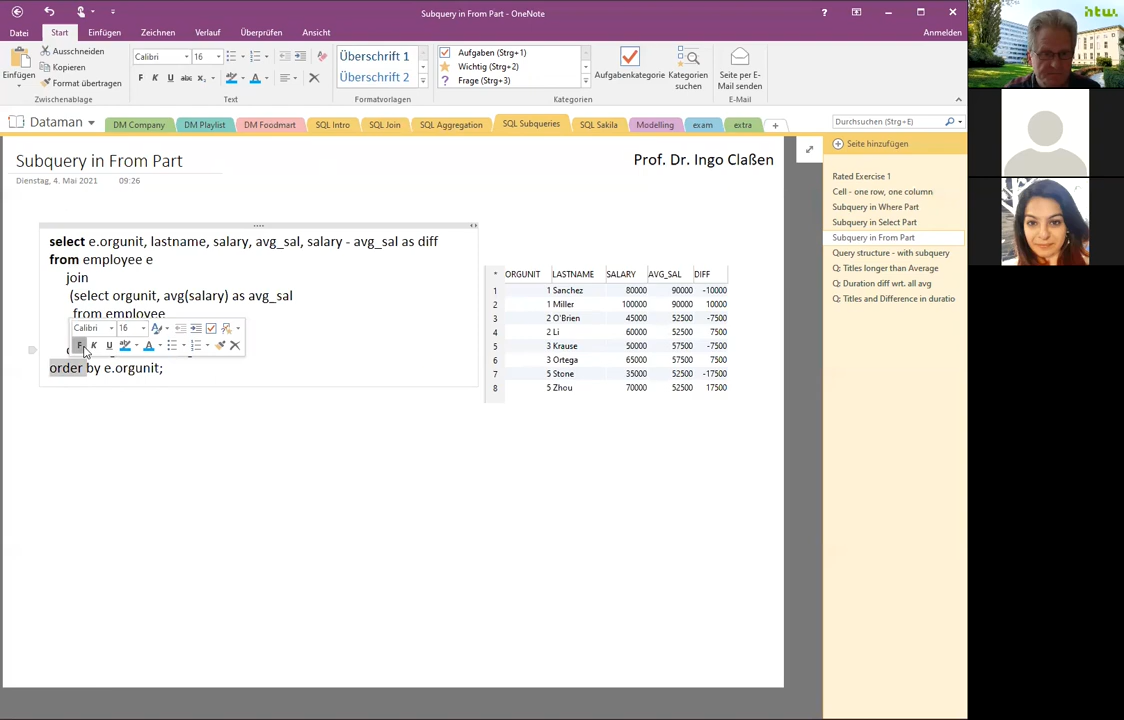 Subquery in From Part - OneNote
?
htw.
Datei Start Einfügen Zeichnen Verlauf Überprüfen Ansicht Anmelden
Einfügen
Ausschneiden
Kopieren
Format übertragen
Zwischenablage
Calibri 16
F K U abc x
Text
Überschrift 1
Überschrift 2
Formatvorlagen
Aufgaben (Strg+1)
Wichtig (Strg+2)
Frage (Strg+3)
Aufgabenkategorie
Kategorien suchen
Kategorien
Seite per E-Mail senden
E-Mail
Dataman
DM Company DM Playlist DM Foodmart SQL Intro SQL Join SQL Aggregation SQL Subqueries SQL Sakila Modelling exam extra +
Durchsuchen (Strg+E)
Subquery in From Part
Prof. Dr. Ingo Claßen
Dienstag, 4. Mai 2021 09:26
select e.orgunit, lastname, salary, avg_sal, salary - avg_sal as diff
from employee e
join
(select orgunit, avg(salary) as avg_sal
from employee
Calibri 16
F K U
order by e.orgunit;
* ORGUNIT LASTNAME SALARY AVG_SAL DIFF
1 1 Sanchez 80000 90000 -10000
2 1 Miller 100000 90000 10000
3 2 O'Brien 45000 52500 -7500
4 2 Li 60000 52500 7500
5 3 Krause 50000 57500 -7500
6 3 Ortega 65000 57500 7500
7 5 Stone 35000 52500 -17500
8 5 Zhou 70000 52500 17500
Seite hinzufügen
Rated Exercise 1
Cell - one row, one column
Subquery in Where Part
Subquery in Select Part
Subquery in From Part
Query structure - with subquery
Q: Titles longer than Average
Q: Duration diff wrt. all avg
Q: Titles and Difference in duratio